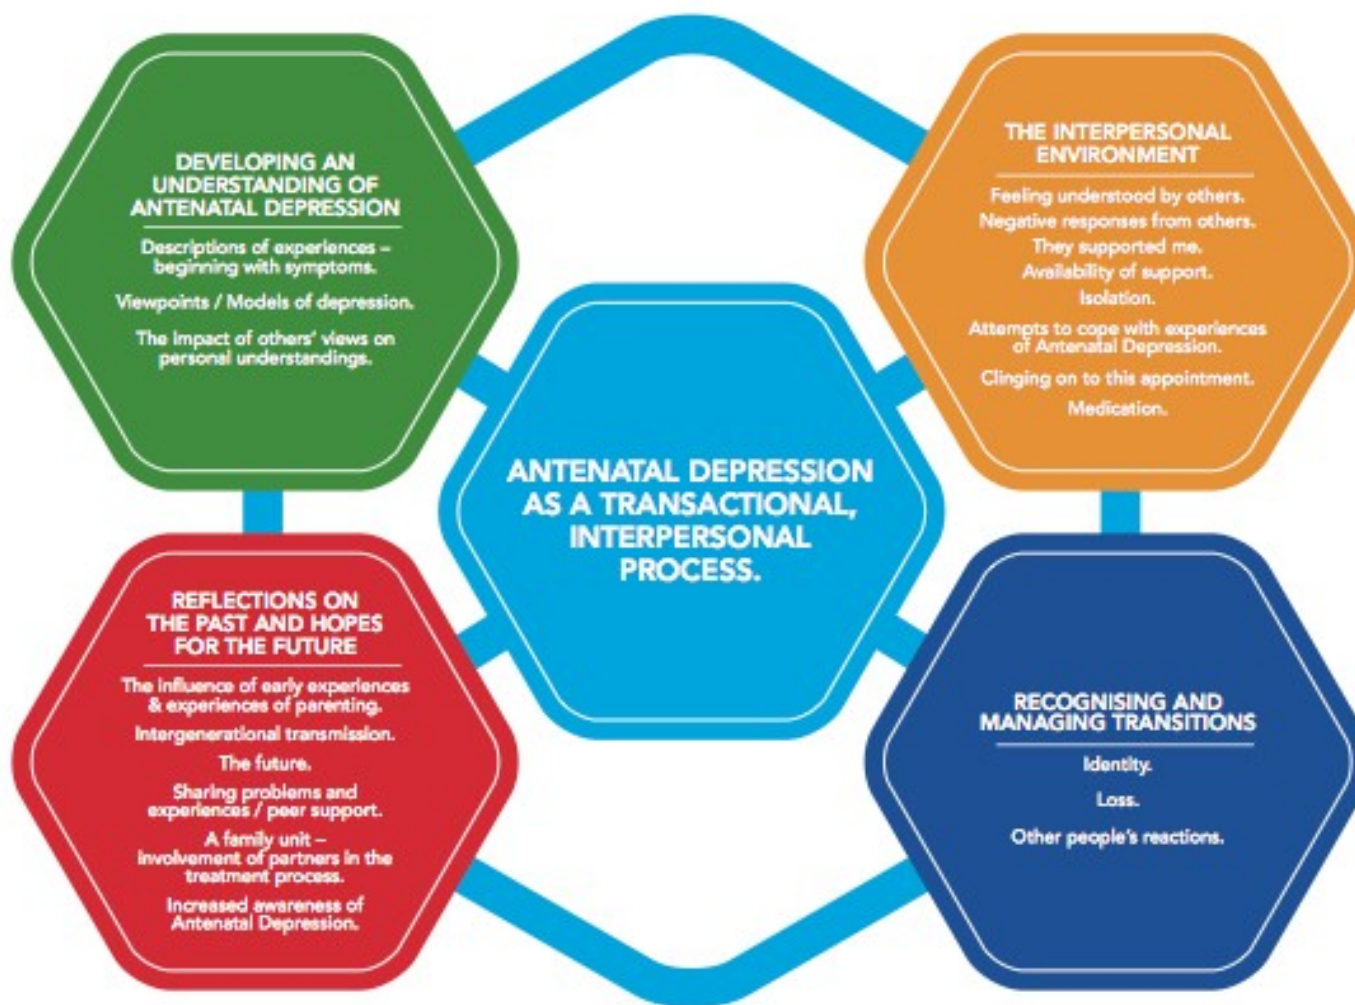 DEVELOPING AN
UNDERSTANDING OF
ANTENATAL DEPRESSION
Descriptions of experiences –
beginning with symptoms.
Viewpoints / Models of depression.
The impact of others' views on
personal understandings.
THE INTERPERSONAL
ENVIRONMENT
Feeling understood by others.
Negative responses from others.
They supported me.
Availability of support.
Isolation.
Attempts to cope with experiences
of Antenatal Depression.
Clinging on to this appointment.
Medication.
ANTENATAL DEPRESSION
AS A TRANSACTIONAL,
INTERPERSONAL
PROCESS.
REFLECTIONS ON
THE PAST AND HOPES
FOR THE FUTURE
The influence of early experiences
& experiences of parenting.
Intergenerational transmission.
The future.
Sharing problems and
experiences / peer support.
A family unit –
involvement of partners in the
treatment process.
Increased awareness of
Antenatal Depression.
RECOGNISING AND
MANAGING TRANSITIONS
Identity.
Loss.
Other people's reactions.